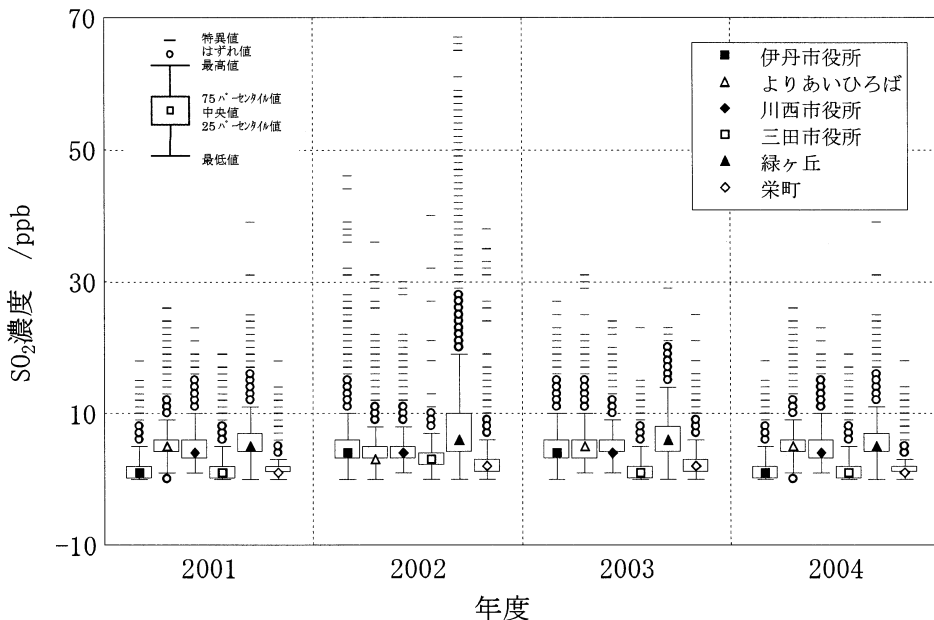 70
50
30
10
-10
SO₂濃度 /ppb
特異値
はずれ値
最高値
75パーセンタイル値
中央値
25パーセンタイル値
最低値
伊丹市役所
よりあいひろば
川西市役所
三田市役所
緑ヶ丘
栄町
2001
2002
2003
2004
年度